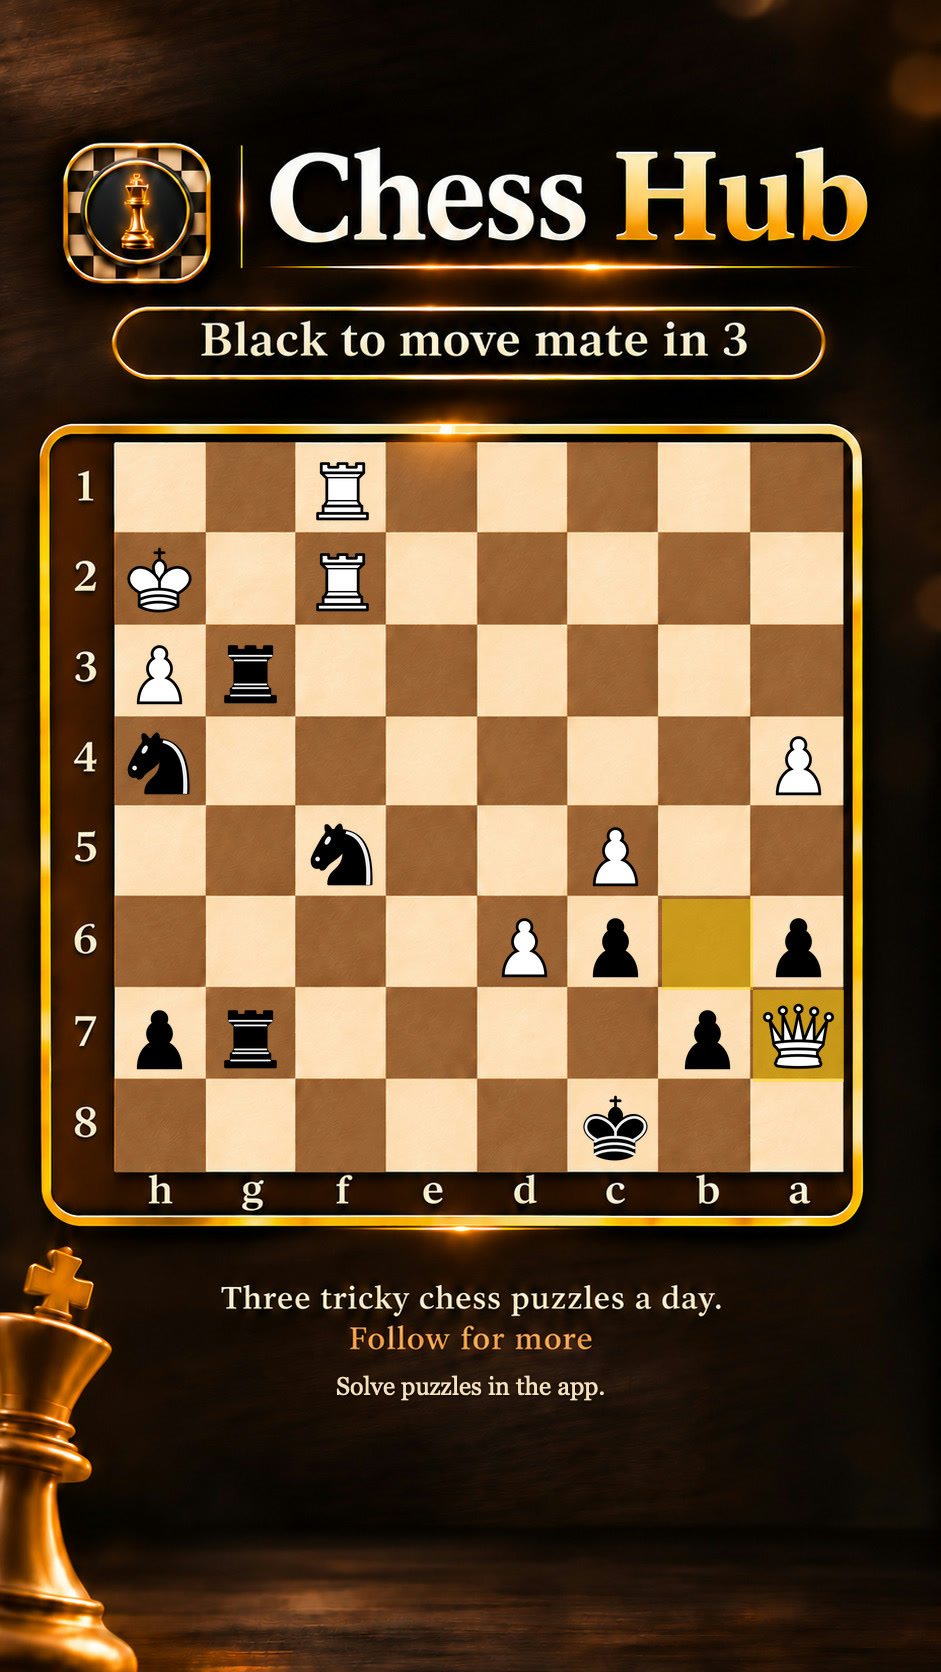 Chess Hub
Black to move mate in 3
1
2
3
4
5
6
7
8
h g f e d c b a
Three tricky chess puzzles a day.
Follow for more
Solve puzzles in the app.